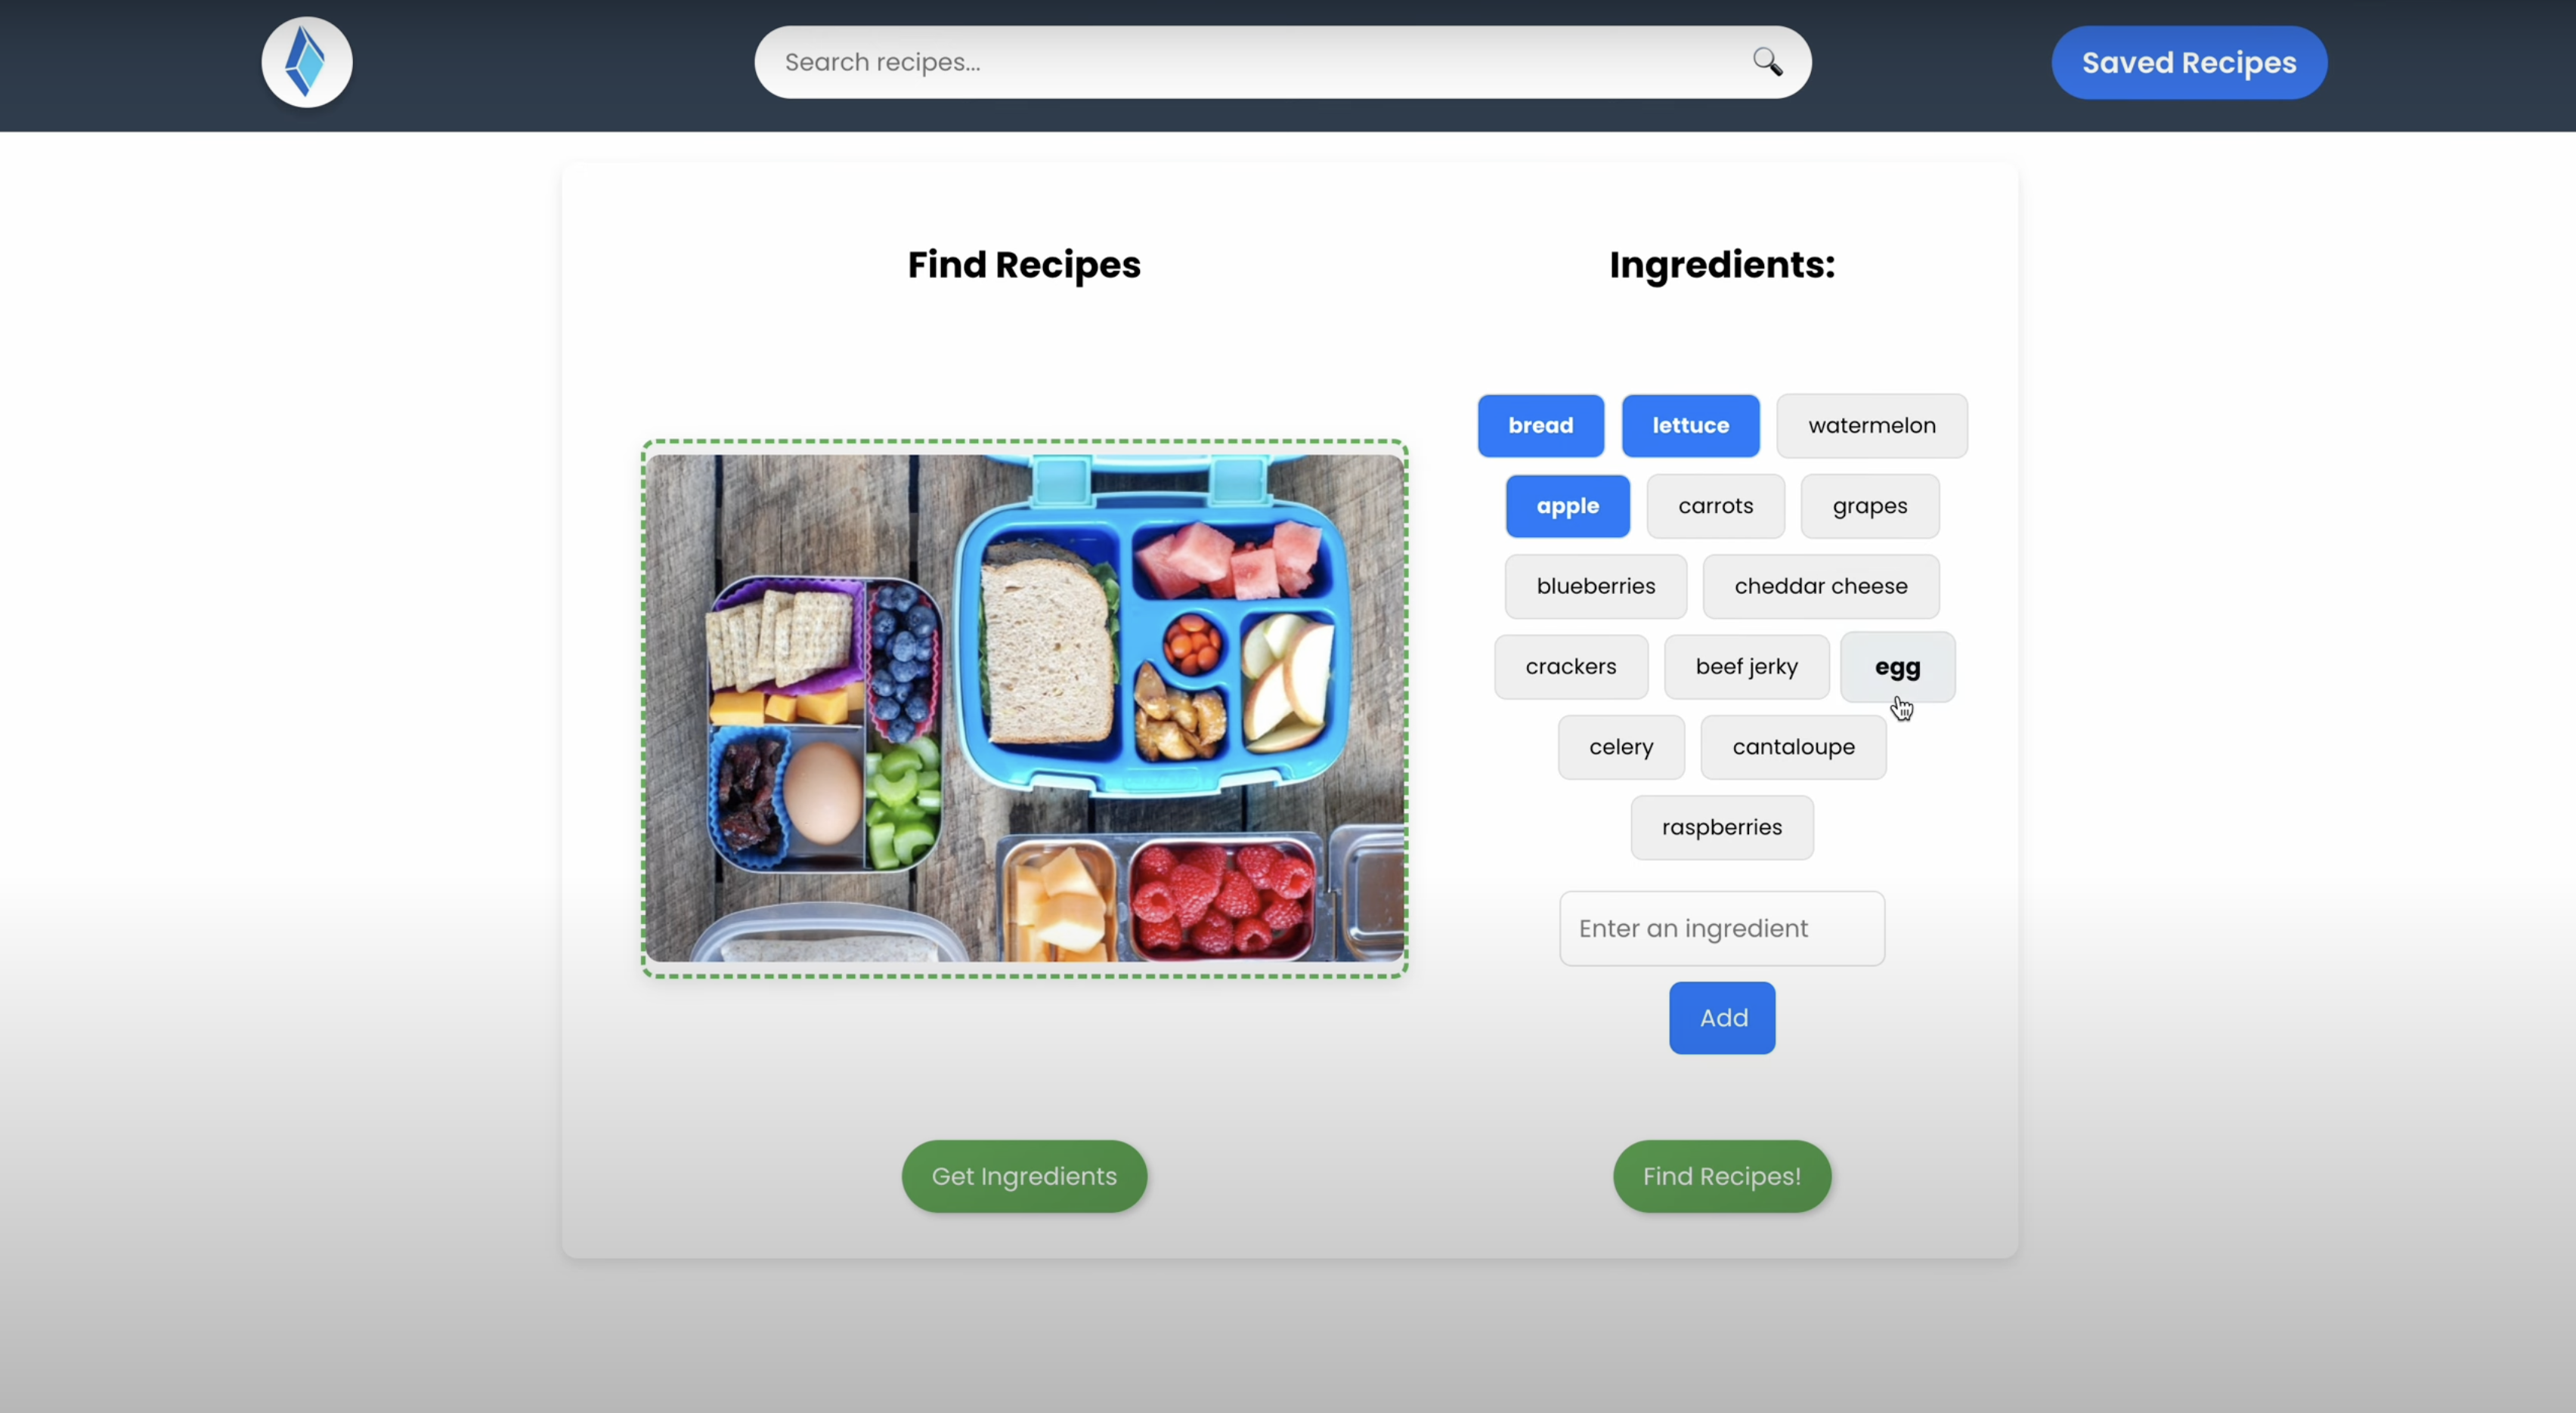 Search recipes...
Saved Recipes
Find Recipes
Ingredients:
bread lettuce watermelon
apple carrots grapes
blueberries cheddar cheese
crackers beef jerky egg
celery cantaloupe
raspberries
Enter an ingredient
Add
Get Ingredients
Find Recipes!